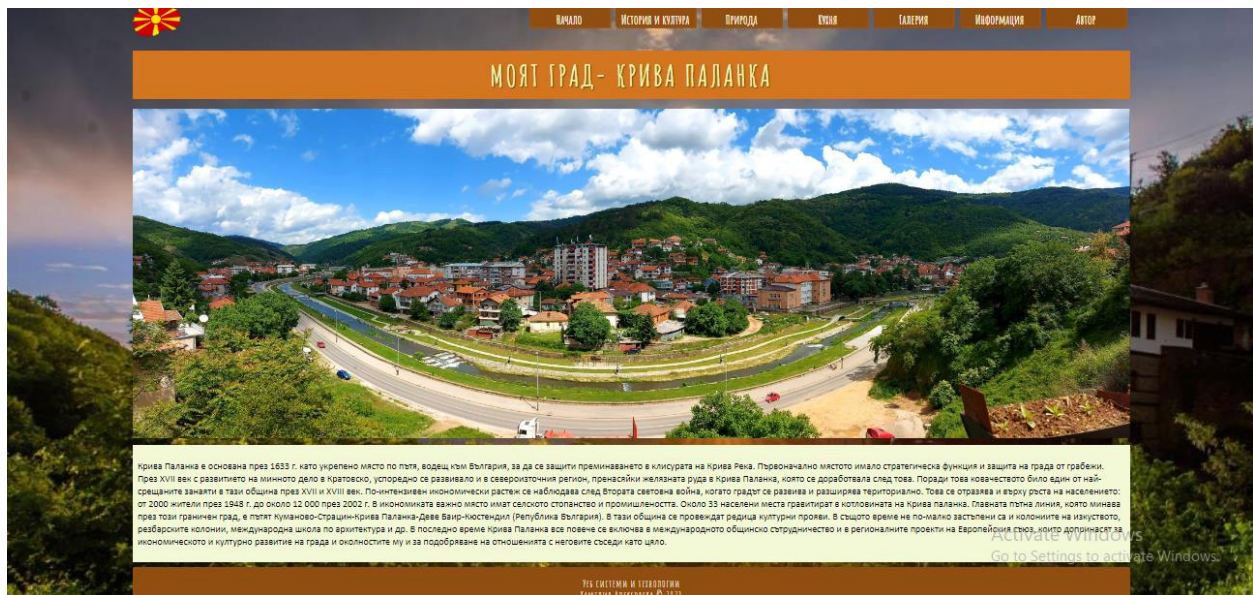 Начало
История и култура
Природа
Кухня
Галерия
Информация
Автор
МОЯТ ГРАД- КРИВА ПАЛАНКА
Крива Паланка е основана през 1633 г. като укрепено място по пътя, водещ към България, за да се защити преминаването в клисурата на Крива Река. Първоначално мястото имало стратегическа функция и защита на града от грабежи.
През XVII век с развитието на минното дело в Кратовско, успоредно се развивало и в североизточния регион, пренасяйки желязната руда в Крива Паланка, която се доработвала след това. Поради това ковачеството било един от най-
срещаните занаяти в тази община през XVII и XVIII век. По-интензивен икономически растеж се наблюдава след Втората световна война, когато градът се развива и разширява териториално. Това се отразява и върху ръста на населението:
от 2000 жители през 1948 г. до около 12 000 през 2002 г. В икономиката важно място имат селското стопанство и промишлеността. Около 33 населени места гравитират в котловината на Крива паланка. Главната пътна линия, която минава
през този граничен град, е пътят Куманово-Страцин-Крива Паланка-Деве Баир-Кюстендил (Република България). В тази община се провеждат редица културни прояви. В същото време не по-малко застъпени са и колониите на изкуството,
резбарските колонии, международна школа по архитектура и др. В последно време Крива Паланка все повече се включва в международното общинско сътрудничество и в регионалните проекти на Европейския съюз, които допринасят за
икономическото и културно развитие на града и околностите му и за подобряване на отношенията с неговите съседи като цяло.
Activate Windows
Go to Settings to activate Windows.
Уеб системи и технологии
© 2023